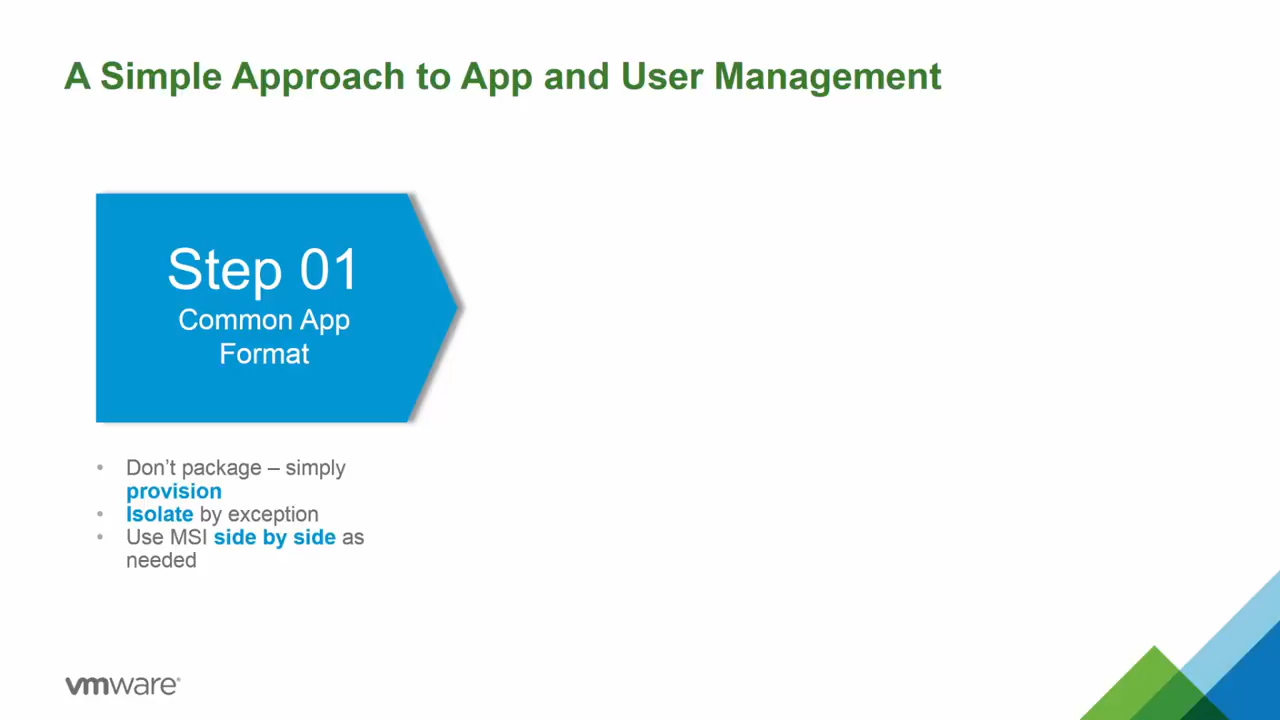 A Simple Approach to App and User Management
Step 01
Common App
Format
• Don’t package – simply
provision
• Isolate by exception
• Use MSI side by side as
needed
vmware®